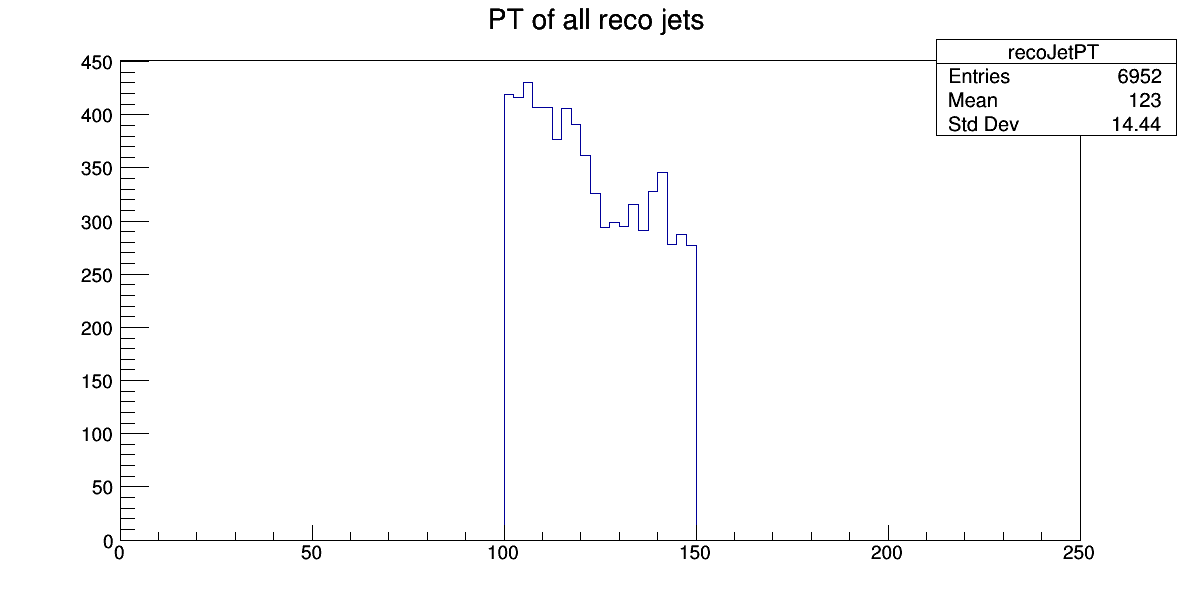 PT of all reco jets
recoJetPT
Entries 6952
Mean 123
Std Dev 14.44
450
400
350
300
250
200
150
100
50
0
0 50 100 150 200 250